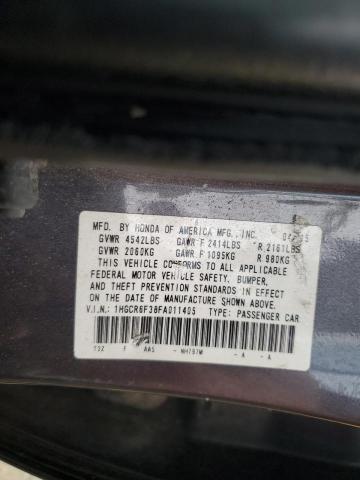 MFD. BY HONDA OF AMERICA MFG.,INC.
GVWR 4542LBS GAWR F 2414LBS R 2161LBS
GVWR 2060KG GAWR F 1095KG R 980KG
THIS VEHICLE CONFORMS TO ALL APPLICABLE
FEDERAL MOTOR VEHICLE SAFETY, BUMPER,
AND THEFT PREVENTION STANDARDS IN EFFECT
ON THE DATE OF MANUFACTURE SHOWN ABOVE.
V.I.N.: 1HGCR6F38FA011405 TYPE: PASSENGER CAR
F AAS NH797M - A - A